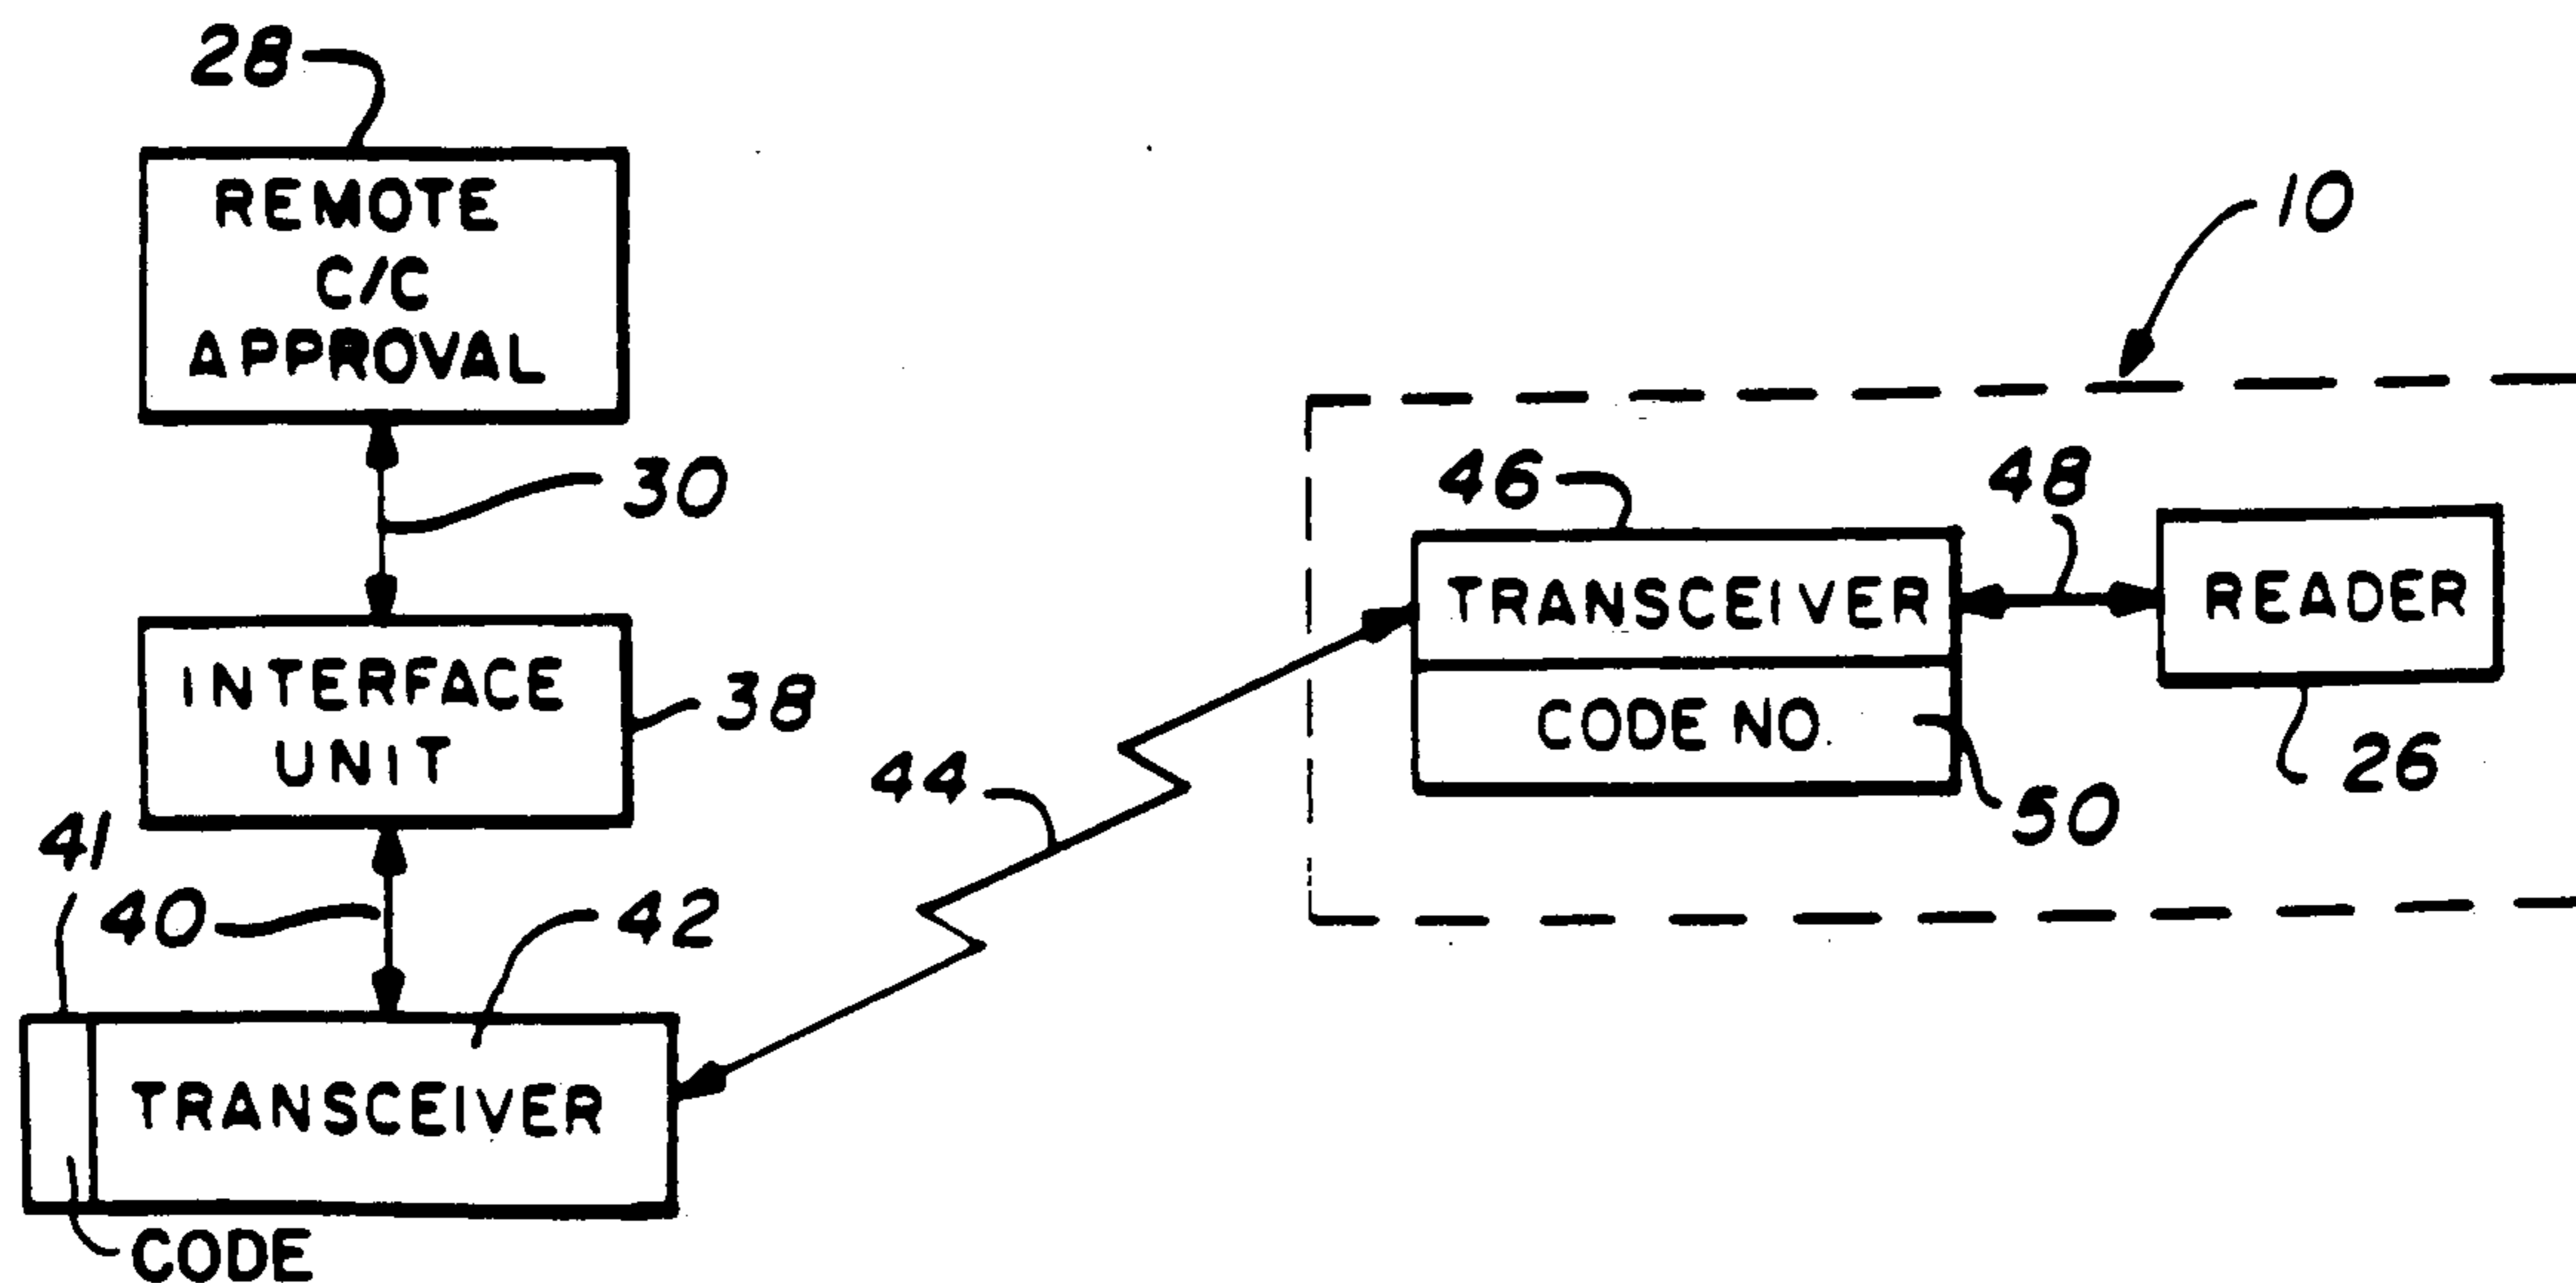 28
REMOTE
C/C
APPROVAL
30
INTERFACE
UNIT
38
41
40
42
TRANSCEIVER
CODE
44
10
46
TRANSCEIVER
CODE NO.
50
48
READER
26